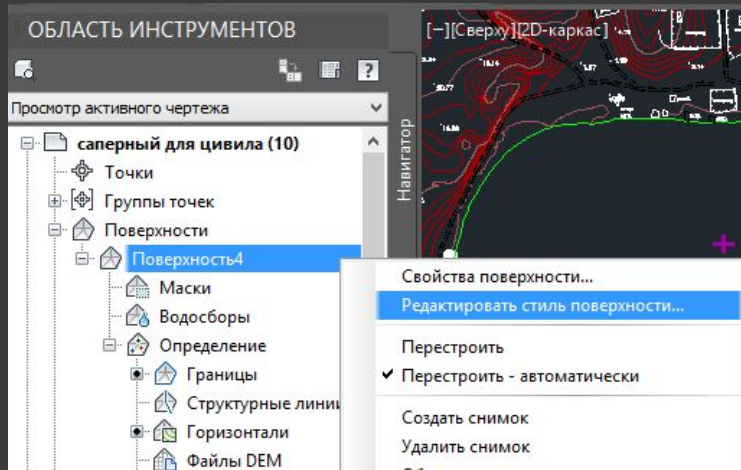 ОБЛАСТЬ ИНСТРУМЕНТОВ
Просмотр активного чертежа
саперный для цивила (10)
Точки
Группы точек
Поверхности
Поверхность4
Маски
Водосборы
Определение
Границы
Структурные лини
Горизонтали
Файлы DEM
Навигатор
[–][Сверху][2D-каркас]
Свойства поверхности...
Редактировать стиль поверхности...
Перестроить
Перестроить - автоматически
Создать снимок
Удалить снимок